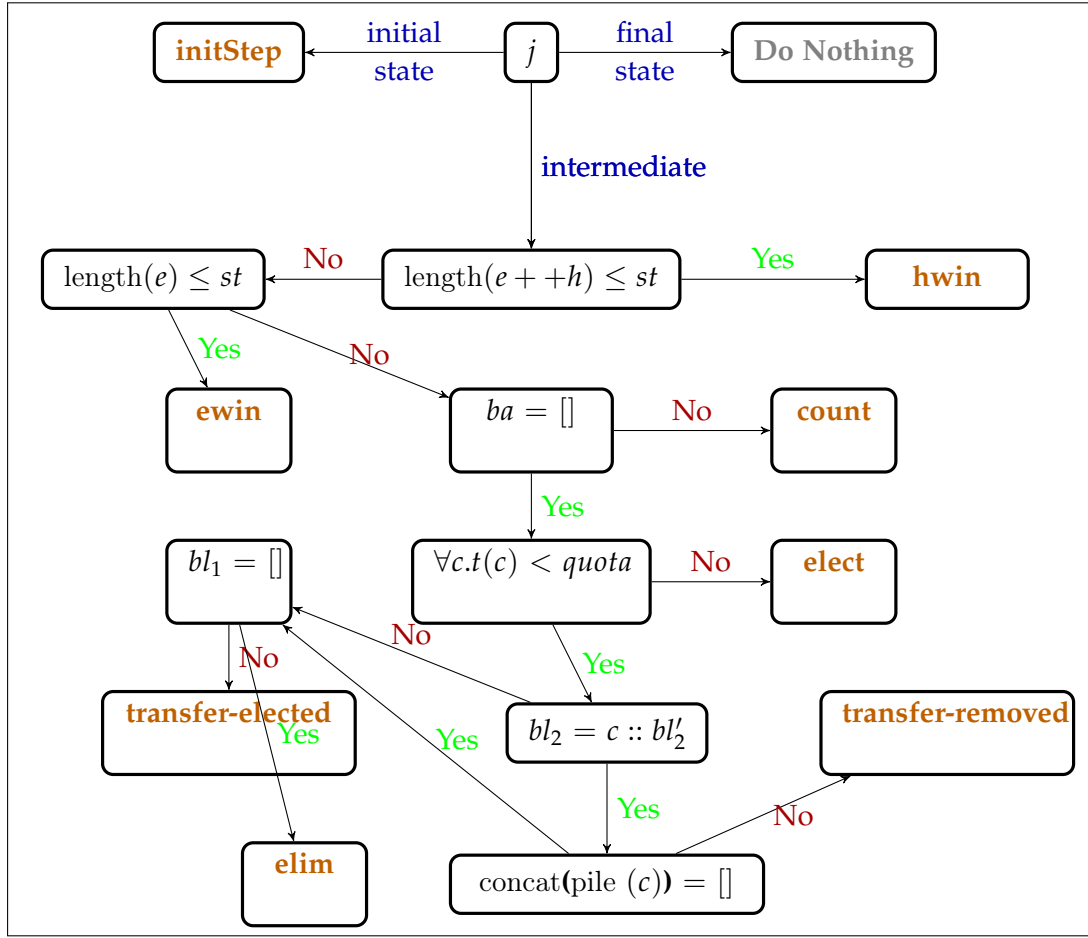 initStep
initial
state
j
final
state
Do Nothing
intermediate
length(e) ≤ st
No
length(e + +h) ≤ st
Yes
hwin
Yes
No
ewin
ba = []
No
count
Yes
bl₁ = []
∀c.t(c) < quota
No
elect
No
No
Yes
transfer-elected
Yes
bl₂ = c :: bl′₂
transfer-removed
Yes
Yes
No
elim
concat(pile (c)) = []